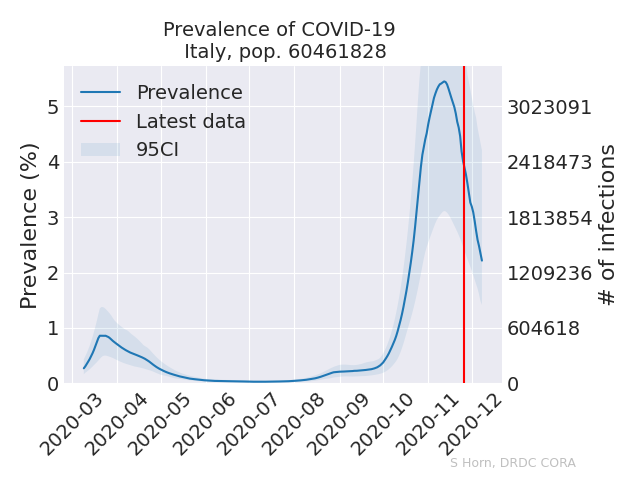 Prevalence of COVID-19
Italy, pop. 60461828
Prevalence
Latest data
95CI
Prevalence (%)
5
4
3
2
1
0
3023091
2418473
1813854
1209236
604618
0
# of infections
2020-03
2020-04
2020-05
2020-06
2020-07
2020-08
2020-09
2020-10
2020-11
2020-12
S Horn, DRDC CORA